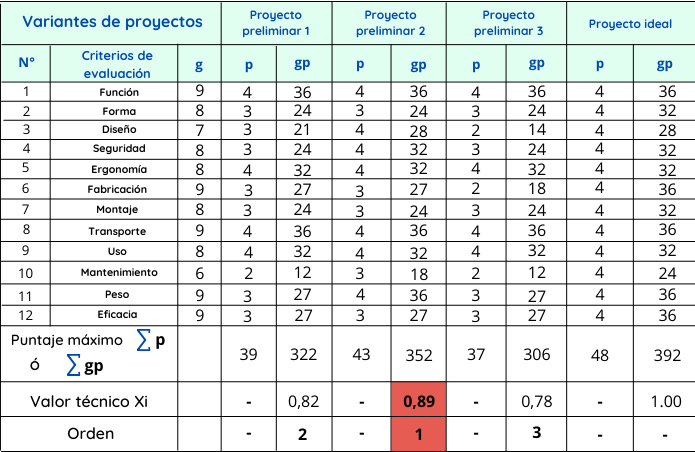 Variantes de proyectos Proyecto preliminar 1 Proyecto preliminar 2 Proyecto preliminar 3 Proyecto ideal
N° Criterios de evaluación g p gp p gp p gp p gp
1 Función 9 4 36 4 36 4 36 4 36
2 Forma 8 3 24 3 24 3 24 4 32
3 Diseño 7 3 21 4 28 2 14 4 28
4 Seguridad 8 3 24 4 32 3 24 4 32
5 Ergonomía 8 4 32 4 32 4 32 4 32
6 Fabricación 9 3 27 3 27 2 18 4 36
7 Montaje 8 3 24 3 24 3 24 4 32
8 Transporte 9 4 36 4 36 4 36 4 36
9 Uso 8 4 32 4 32 4 32 4 32
10 Mantenimiento 6 2 12 3 18 2 12 4 24
11 Peso 9 3 27 4 36 3 27 4 36
12 Eficacia 9 3 27 3 27 3 27 4 36
Puntaje máximo ∑ p
ó ∑ gp 39 322 43 352 37 306 48 392
Valor técnico Xi - 0,82 - 0,89 - 0,78 - 1.00
Orden - 2 - 1 - 3 - -